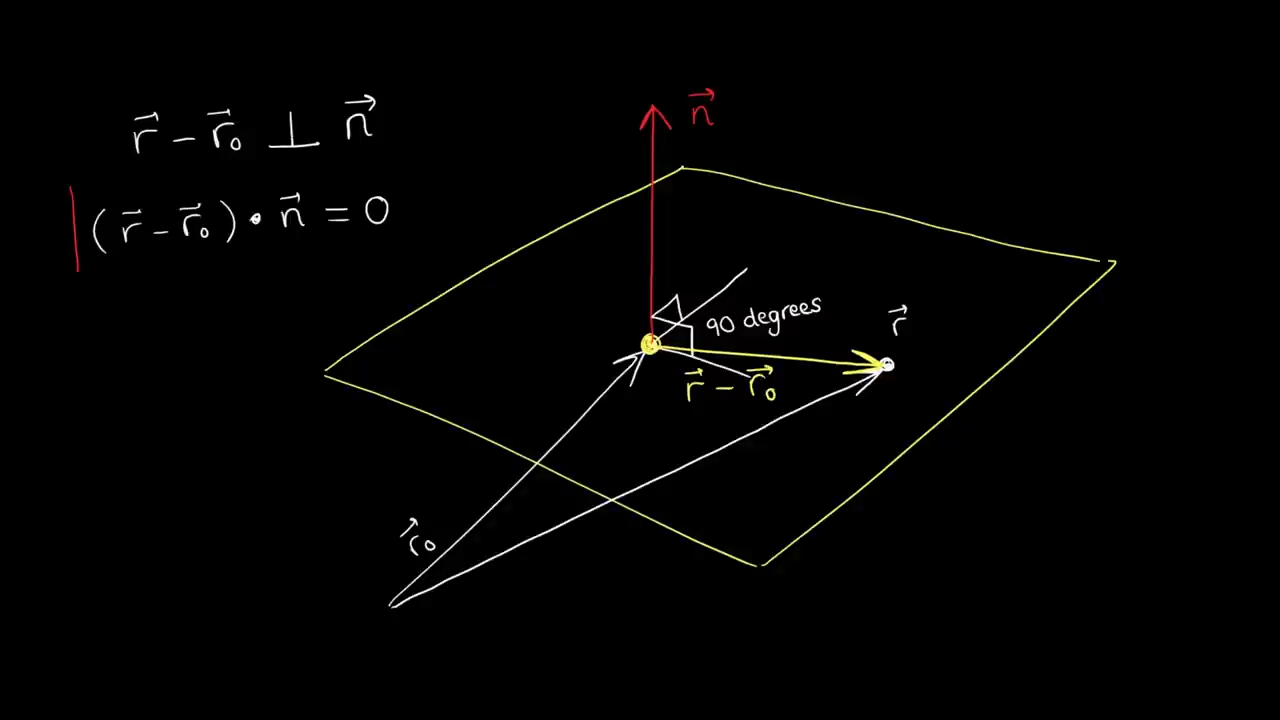 r⃗ − r⃗₀ ⊥ n⃗
(r⃗ − r⃗₀) • n⃗ = 0
n⃗
90 degrees
r⃗
r⃗ − r⃗₀
r⃗₀